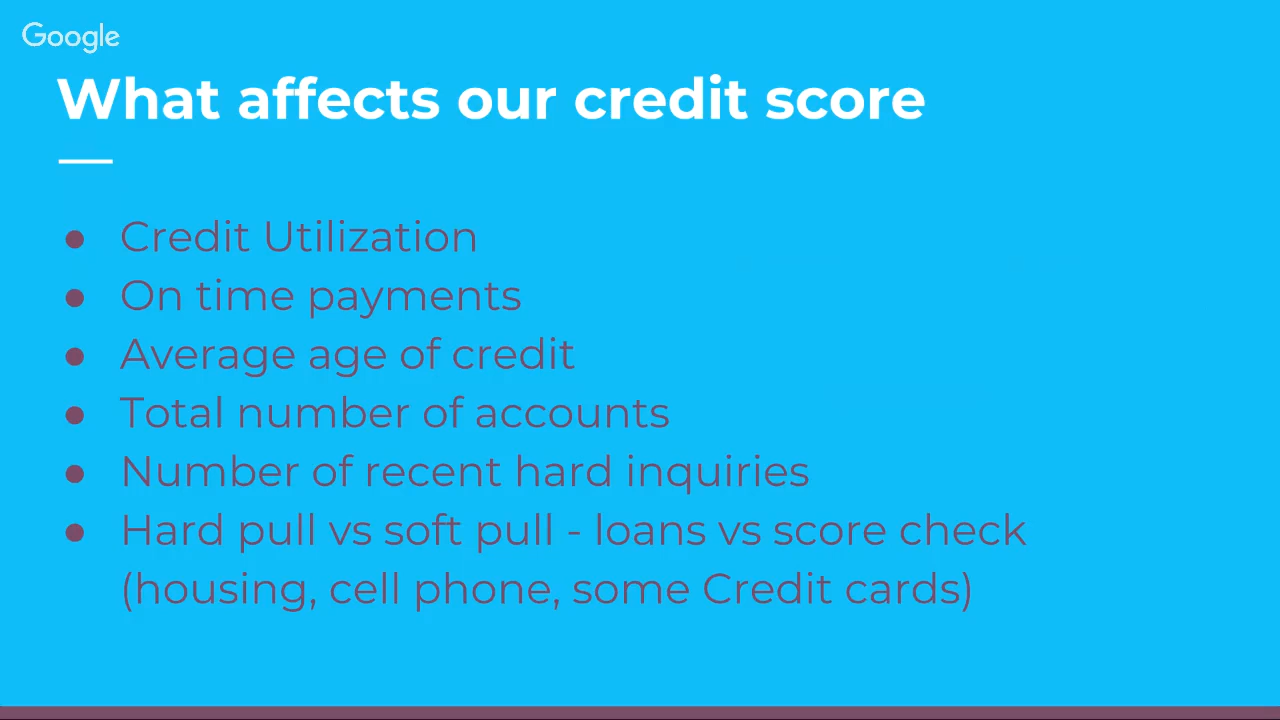 Google
What affects our credit score
● Credit Utilization
● On time payments
● Average age of credit
● Total number of accounts
● Number of recent hard inquiries
● Hard pull vs soft pull - loans vs score check
(housing, cell phone, some Credit cards)